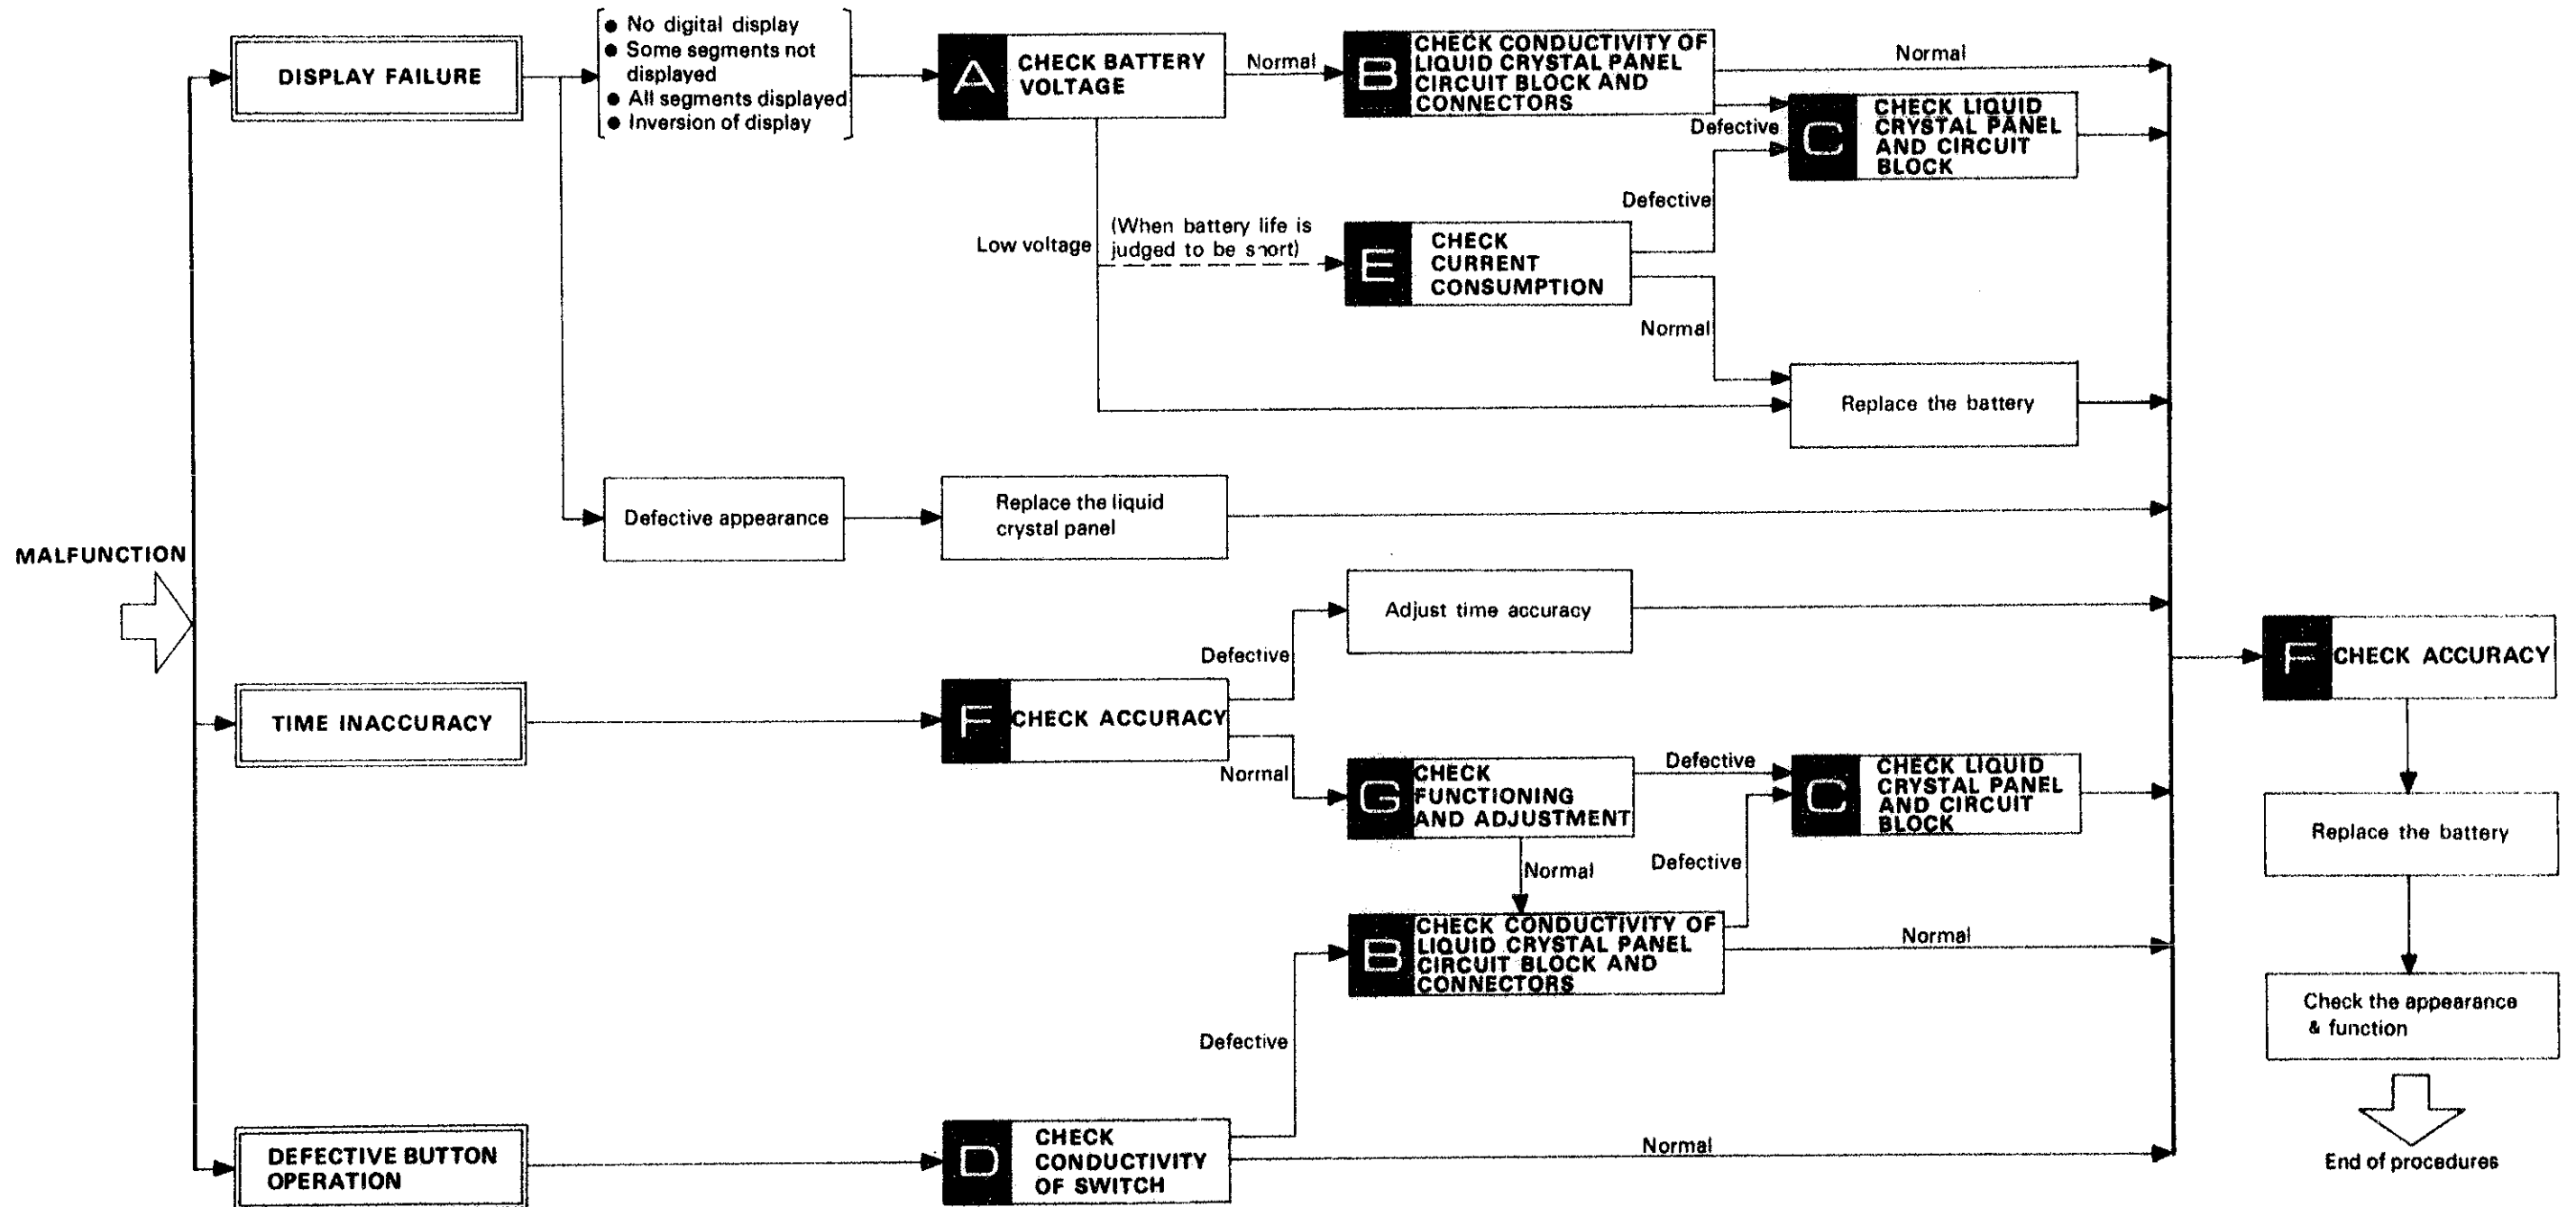 ● No digital display
● Some segments not
displayed
● All segments displayed
● Inversion of display
DISPLAY FAILURE
A
CHECK BATTERY
VOLTAGE
Normal
B
CHECK CONDUCTIVITY OF
LIQUID CRYSTAL PANEL
CIRCUIT BLOCK AND
CONNECTORS
Normal
Defective
C
CHECK LIQUID
CRYSTAL PANEL
AND CIRCUIT
BLOCK
Low voltage
(When battery life is
judged to be short)
E
CHECK
CURRENT
CONSUMPTION
Defective
Normal
Replace the battery
Defective appearance
Replace the liquid
crystal panel
MALFUNCTION
TIME INACCURACY
F
CHECK ACCURACY
Defective
Adjust time accuracy
Normal
G
CHECK
FUNCTIONING
AND ADJUSTMENT
Defective
C
CHECK LIQUID
CRYSTAL PANEL
AND CIRCUIT
BLOCK
Normal
Defective
B
CHECK CONDUCTIVITY OF
LIQUID CRYSTAL PANEL
CIRCUIT BLOCK AND
CONNECTORS
Normal
DEFECTIVE BUTTON
OPERATION
D
CHECK
CONDUCTIVITY
OF SWITCH
Defective
Normal
F
CHECK ACCURACY
Replace the battery
Check the appearance
& function
End of procedures